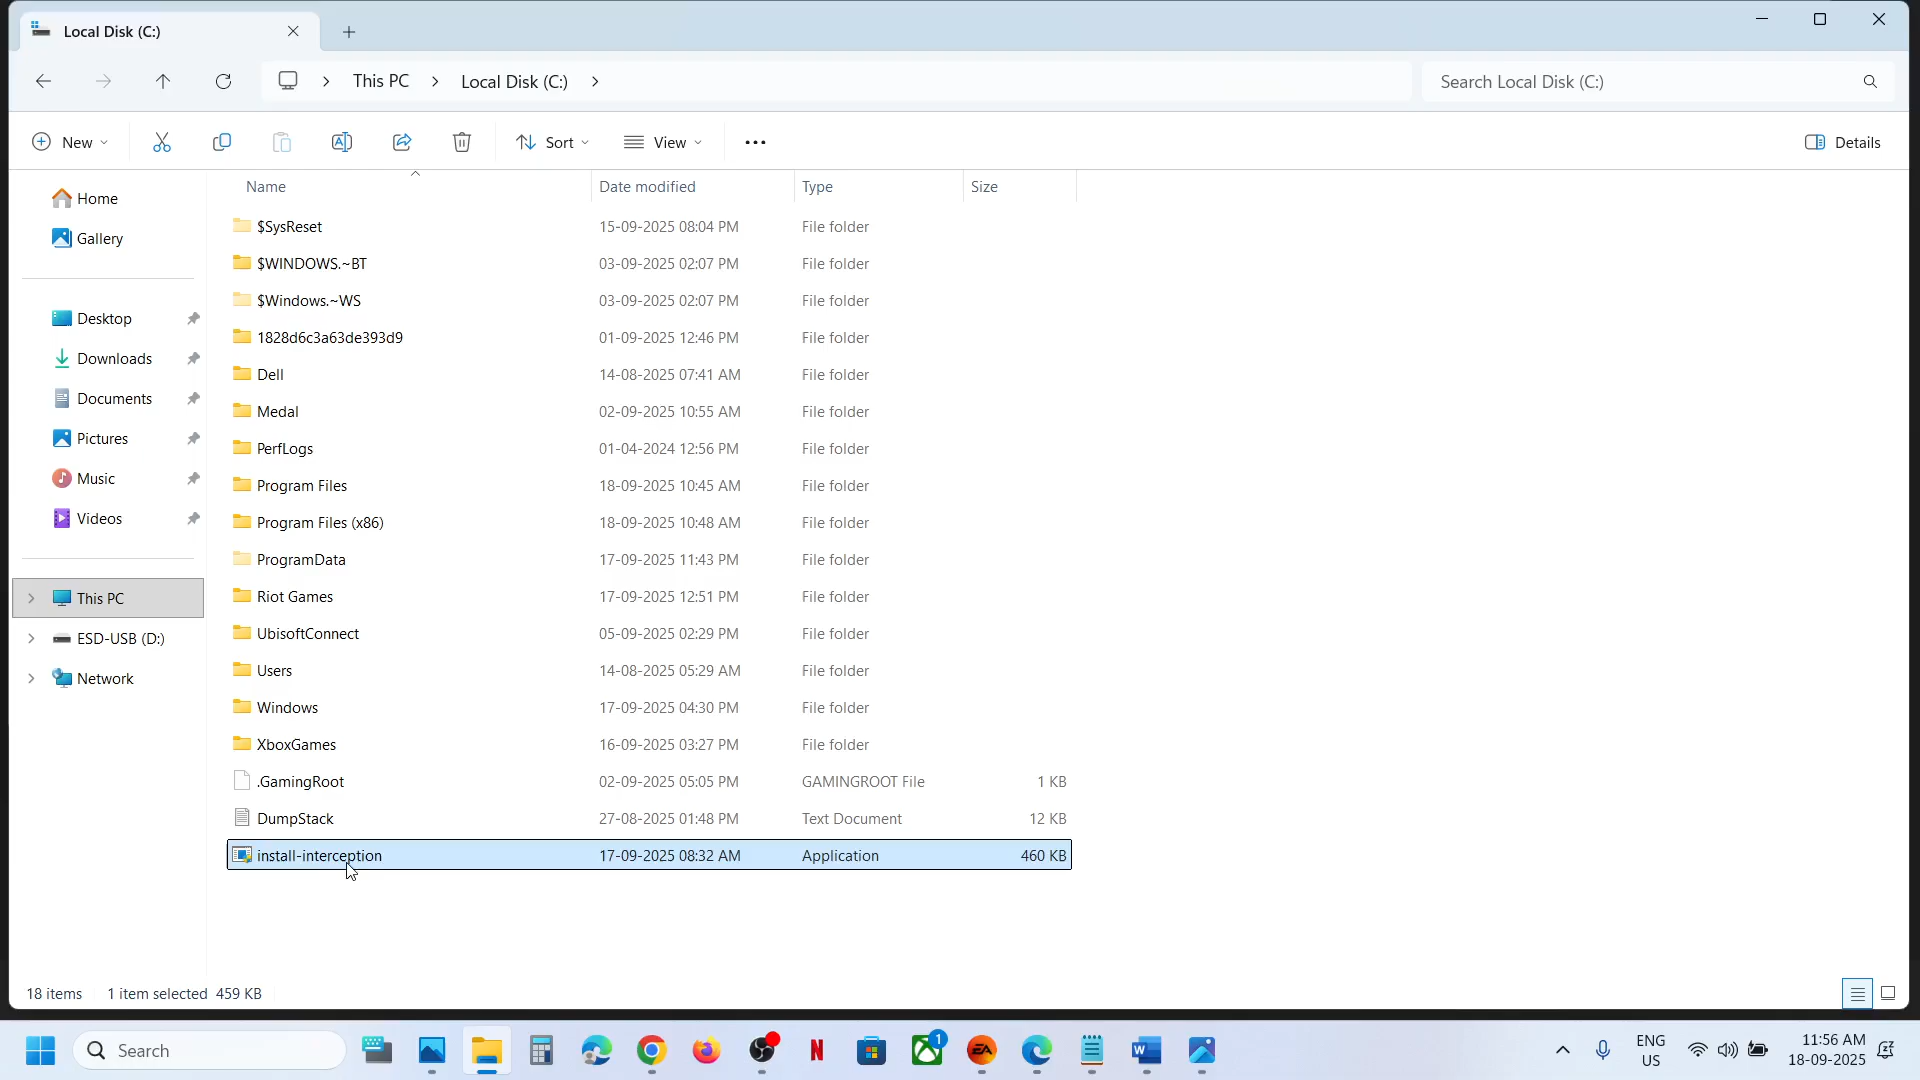 Local Disk (C:)
This PC
Local Disk (C:)
Search Local Disk (C:)
New
Sort
View
Details
Name
Date modified
Type
Size
Home
Gallery
Desktop
Downloads
Documents
Pictures
Music
Videos
This PC
ESD-USB (D:)
Network
$SysReset 15-09-2025 08:04 PM File folder
$WINDOWS.~BT 03-09-2025 02:07 PM File folder
$Windows.~WS 03-09-2025 02:07 PM File folder
1828d6c3a63de393d9 01-09-2025 12:46 PM File folder
Dell 14-08-2025 07:41 AM File folder
Medal 02-09-2025 10:55 AM File folder
PerfLogs 01-04-2024 12:56 PM File folder
Program Files 18-09-2025 10:45 AM File folder
Program Files (x86) 18-09-2025 10:48 AM File folder
ProgramData 17-09-2025 11:43 PM File folder
Riot Games 17-09-2025 12:51 PM File folder
UbisoftConnect 05-09-2025 02:29 PM File folder
Users 14-08-2025 05:29 AM File folder
Windows 17-09-2025 04:30 PM File folder
XboxGames 16-09-2025 03:27 PM File folder
.GamingRoot 02-09-2025 05:05 PM GAMINGROOT File 1 KB
DumpStack 27-08-2025 01:48 PM Text Document 12 KB
install-interception 17-09-2025 08:32 AM Application 460 KB
18 items 1 item selected 459 KB
Search
N
1
EA
W
ENG
US
11:56 AM
18-09-2025